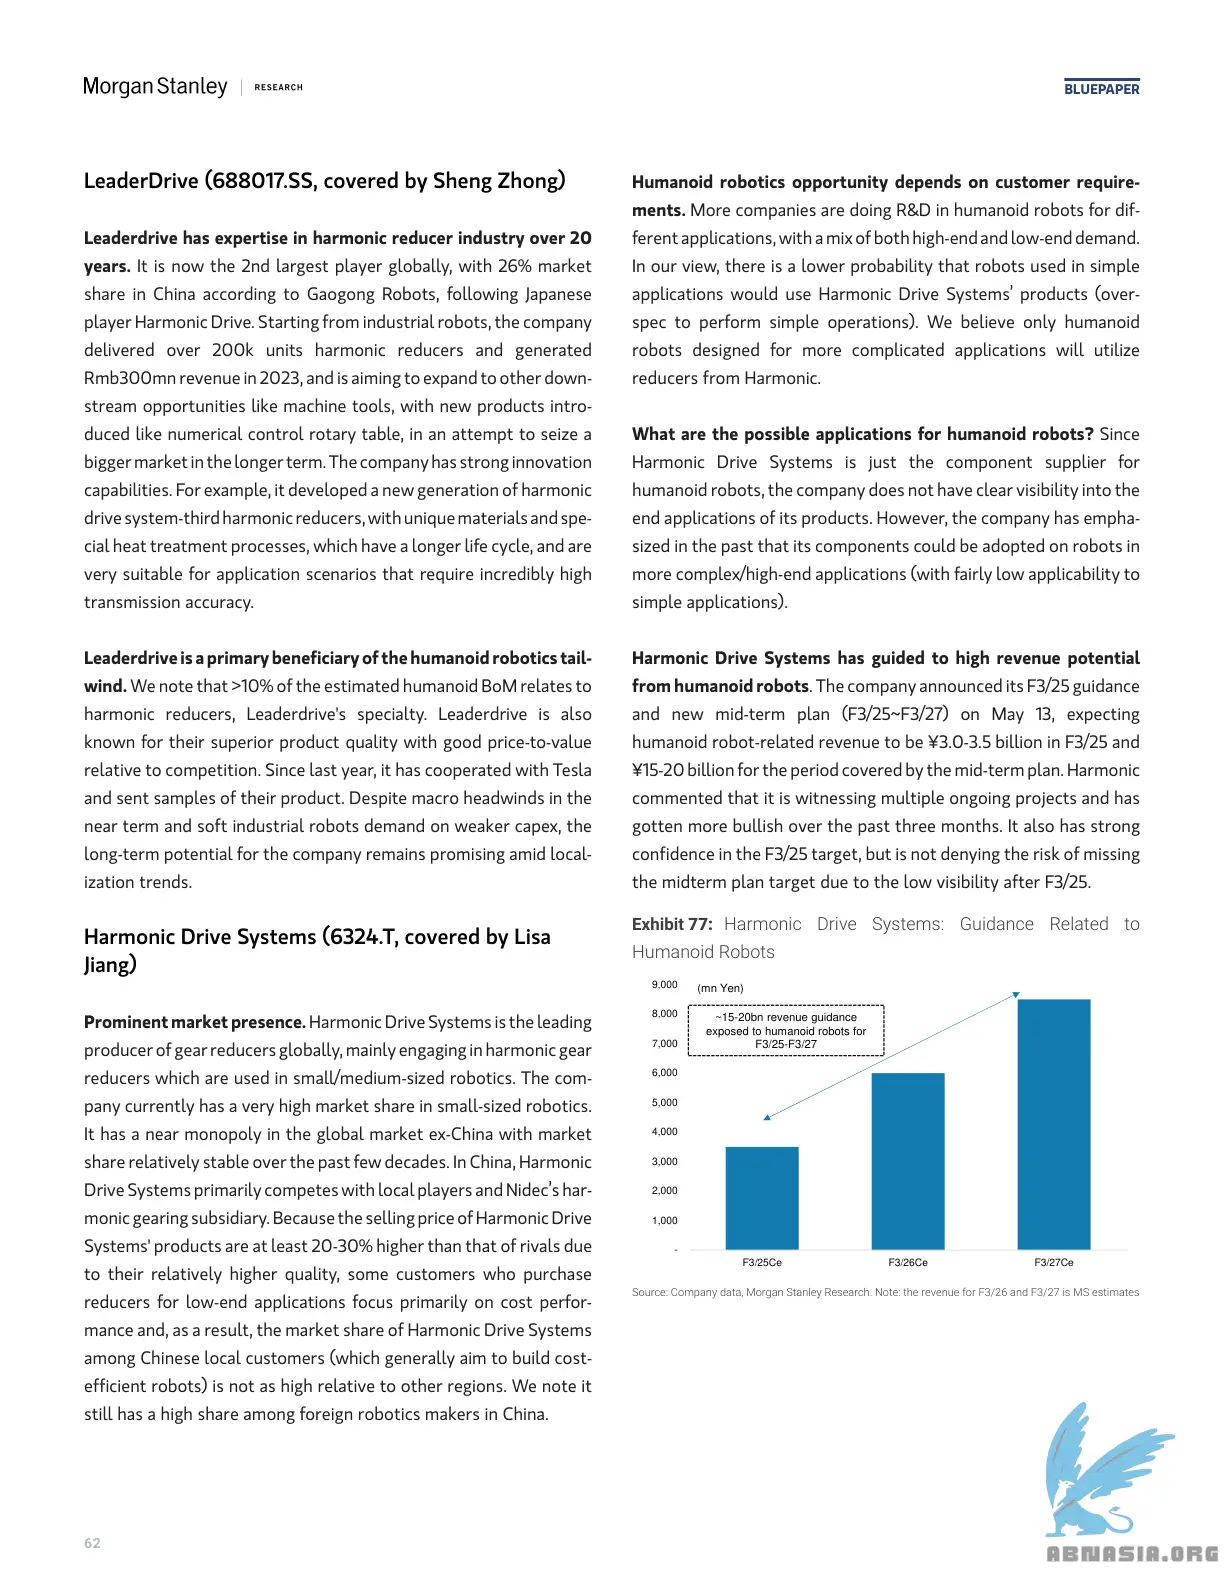 Morgan Stanley | RESEARCH
BLUEPAPER
LeaderDrive (688017.SS, covered by Sheng Zhong)
Leaderdrive has expertise in harmonic reducer industry over 20
years. It is now the 2nd largest player globally, with 26% market
share in China according to Gaogong Robots, following Japanese
player Harmonic Drive. Starting from industrial robots, the company
delivered over 200k units harmonic reducers and generated
Rmb300mn revenue in 2023, and is aiming to expand to other down-
stream opportunities like machine tools, with new products intro-
duced like numerical control rotary table, in an attempt to seize a
bigger market in the longer term. The company has strong innovation
capabilities. For example, it developed a new generation of harmonic
drive system-third harmonic reducers, with unique materials and spe-
cial heat treatment processes, which have a longer life cycle, and are
very suitable for application scenarios that require incredibly high
transmission accuracy.
Leaderdrive is a primary beneficiary of the humanoid robotics tail-
wind. We note that >10% of the estimated humanoid BoM relates to
harmonic reducers, Leaderdrive's specialty. Leaderdrive is also
known for their superior product quality with good price-to-value
relative to competition. Since last year, it has cooperated with Tesla
and sent samples of their product. Despite macro headwinds in the
near term and soft industrial robots demand on weaker capex, the
long-term potential for the company remains promising amid local-
ization trends.
Harmonic Drive Systems (6324.T, covered by Lisa
Jiang)
Prominent market presence. Harmonic Drive Systems is the leading
producer of gear reducers globally, mainly engaging in harmonic gear
reducers which are used in small/medium-sized robotics. The com-
pany currently has a very high market share in small-sized robotics.
It has a near monopoly in the global market ex-China with market
share relatively stable over the past few decades. In China, Harmonic
Drive Systems primarily competes with local players and Nidec's har-
monic gearing subsidiary. Because the selling price of Harmonic Drive
Systems' products are at least 20-30% higher than that of rivals due
to their relatively higher quality, some customers who purchase
reducers for low-end applications focus primarily on cost perfor-
mance and, as a result, the market share of Harmonic Drive Systems
among Chinese local customers (which generally aim to build cost-
efficient robots) is not as high relative to other regions. We note it
still has a high share among foreign robotics makers in China.
Humanoid robotics opportunity depends on customer require-
ments. More companies are doing R&D in humanoid robots for dif-
ferent applications, with a mix of both high-end and low-end demand.
In our view, there is a lower probability that robots used in simple
applications would use Harmonic Drive Systems' products (over-
spec to perform simple operations). We believe only humanoid
robots designed for more complicated applications will utilize
reducers from Harmonic.
What are the possible applications for humanoid robots? Since
Harmonic Drive Systems is just the component supplier for
humanoid robots, the company does not have clear visibility into the
end applications of its products. However, the company has empha-
sized in the past that its components could be adopted on robots in
more complex/high-end applications (with fairly low applicability to
simple applications).
Harmonic Drive Systems has guided to high revenue potential
from humanoid robots. The company announced its F3/25 guidance
and new mid-term plan (F3/25~F3/27) on May 13, expecting
humanoid robot-related revenue to be ¥3.0-3.5 billion in F3/25 and
¥15-20 billion for the period covered by the mid-term plan. Harmonic
commented that it is witnessing multiple ongoing projects and has
gotten more bullish over the past three months. It also has strong
confidence in the F3/25 target, but is not denying the risk of missing
the midterm plan target due to the low visibility after F3/25.
Exhibit 77: Harmonic Drive Systems: Guidance Related to
Humanoid Robots
(mn Yen)
~15-20bn revenue guidance
exposed to humanoid robots for
F3/25-F3/27
9,000
8,000
7,000
6,000
5,000
4,000
3,000
2,000
1,000
-
F3/25Ce F3/26Ce F3/27Ce
Source: Company data, Morgan Stanley Research. Note: the revenue for F3/26 and F3/27 is MS estimates
62
ABNASIA.ORG